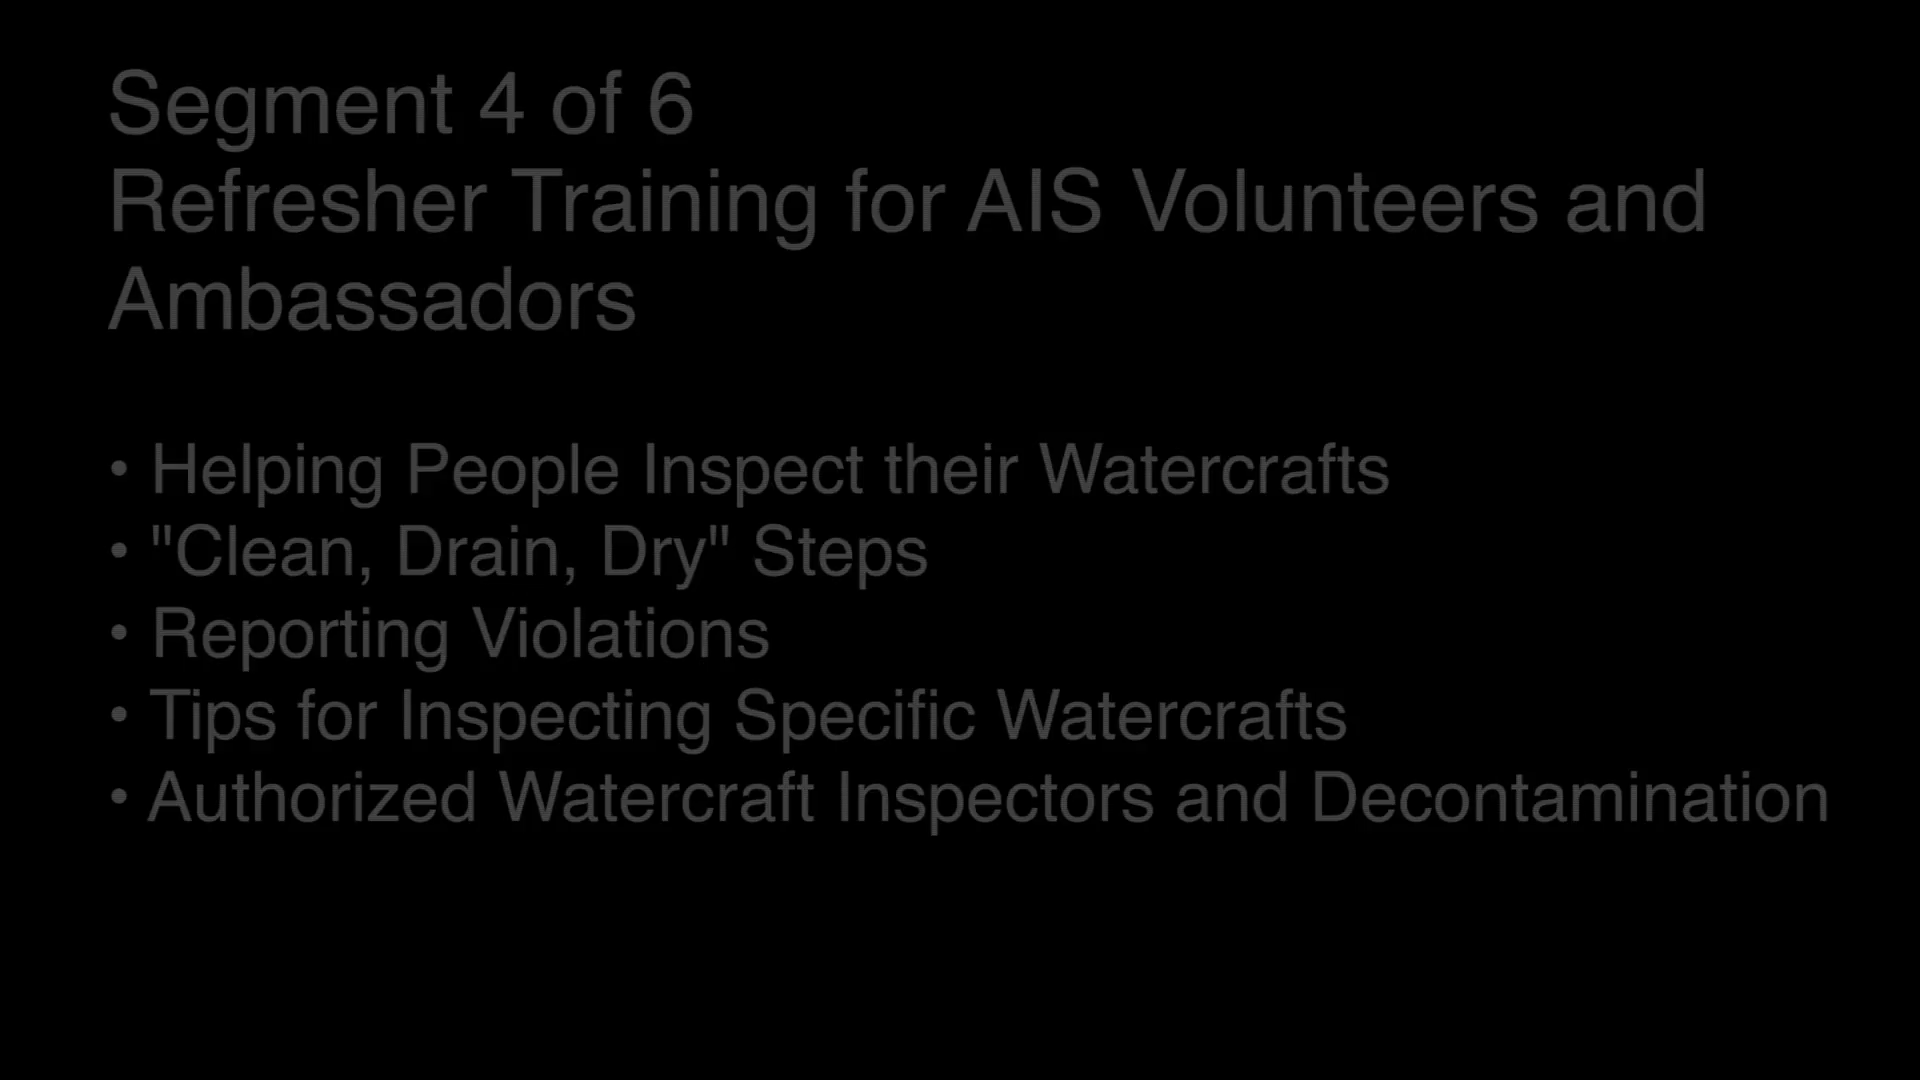 Segment 4 of 6
Refresher Training for AIS Volunteers and
Ambassadors
• Helping People Inspect their Watercrafts
• "Clean, Drain, Dry" Steps
• Reporting Violations
• Tips for Inspecting Specific Watercrafts
• Authorized Watercraft Inspectors and Decontamination